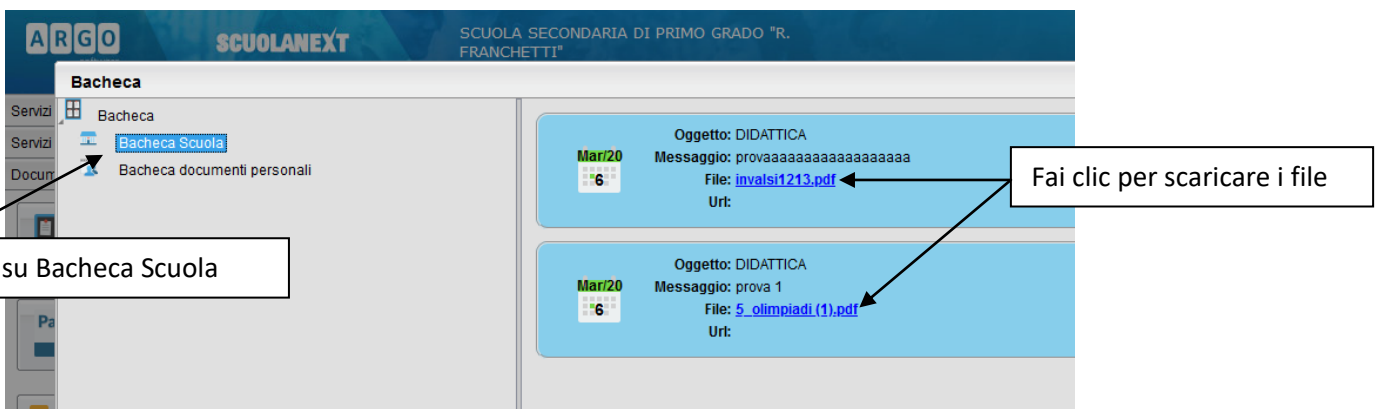 ARGO
SCUOLANEXT
SCUOLA SECONDARIA DI PRIMO GRADO "R.
FRANCHETTI"
Bacheca
Servizi
Bacheca
Servizi
Bacheca Scuola
Docum
Bacheca documenti personali
Oggetto: DIDATTICA
Mar/20
6
Messaggio: provaaaaaaaaaaaaaaaaaaa
File: invalsi1213.pdf
Url:
Fai clic per scaricare i file
su Bacheca Scuola
Oggetto: DIDATTICA
Mar/20
6
Messaggio: prova 1
File: 5_olimpiadi (1).pdf
Url:
Pa